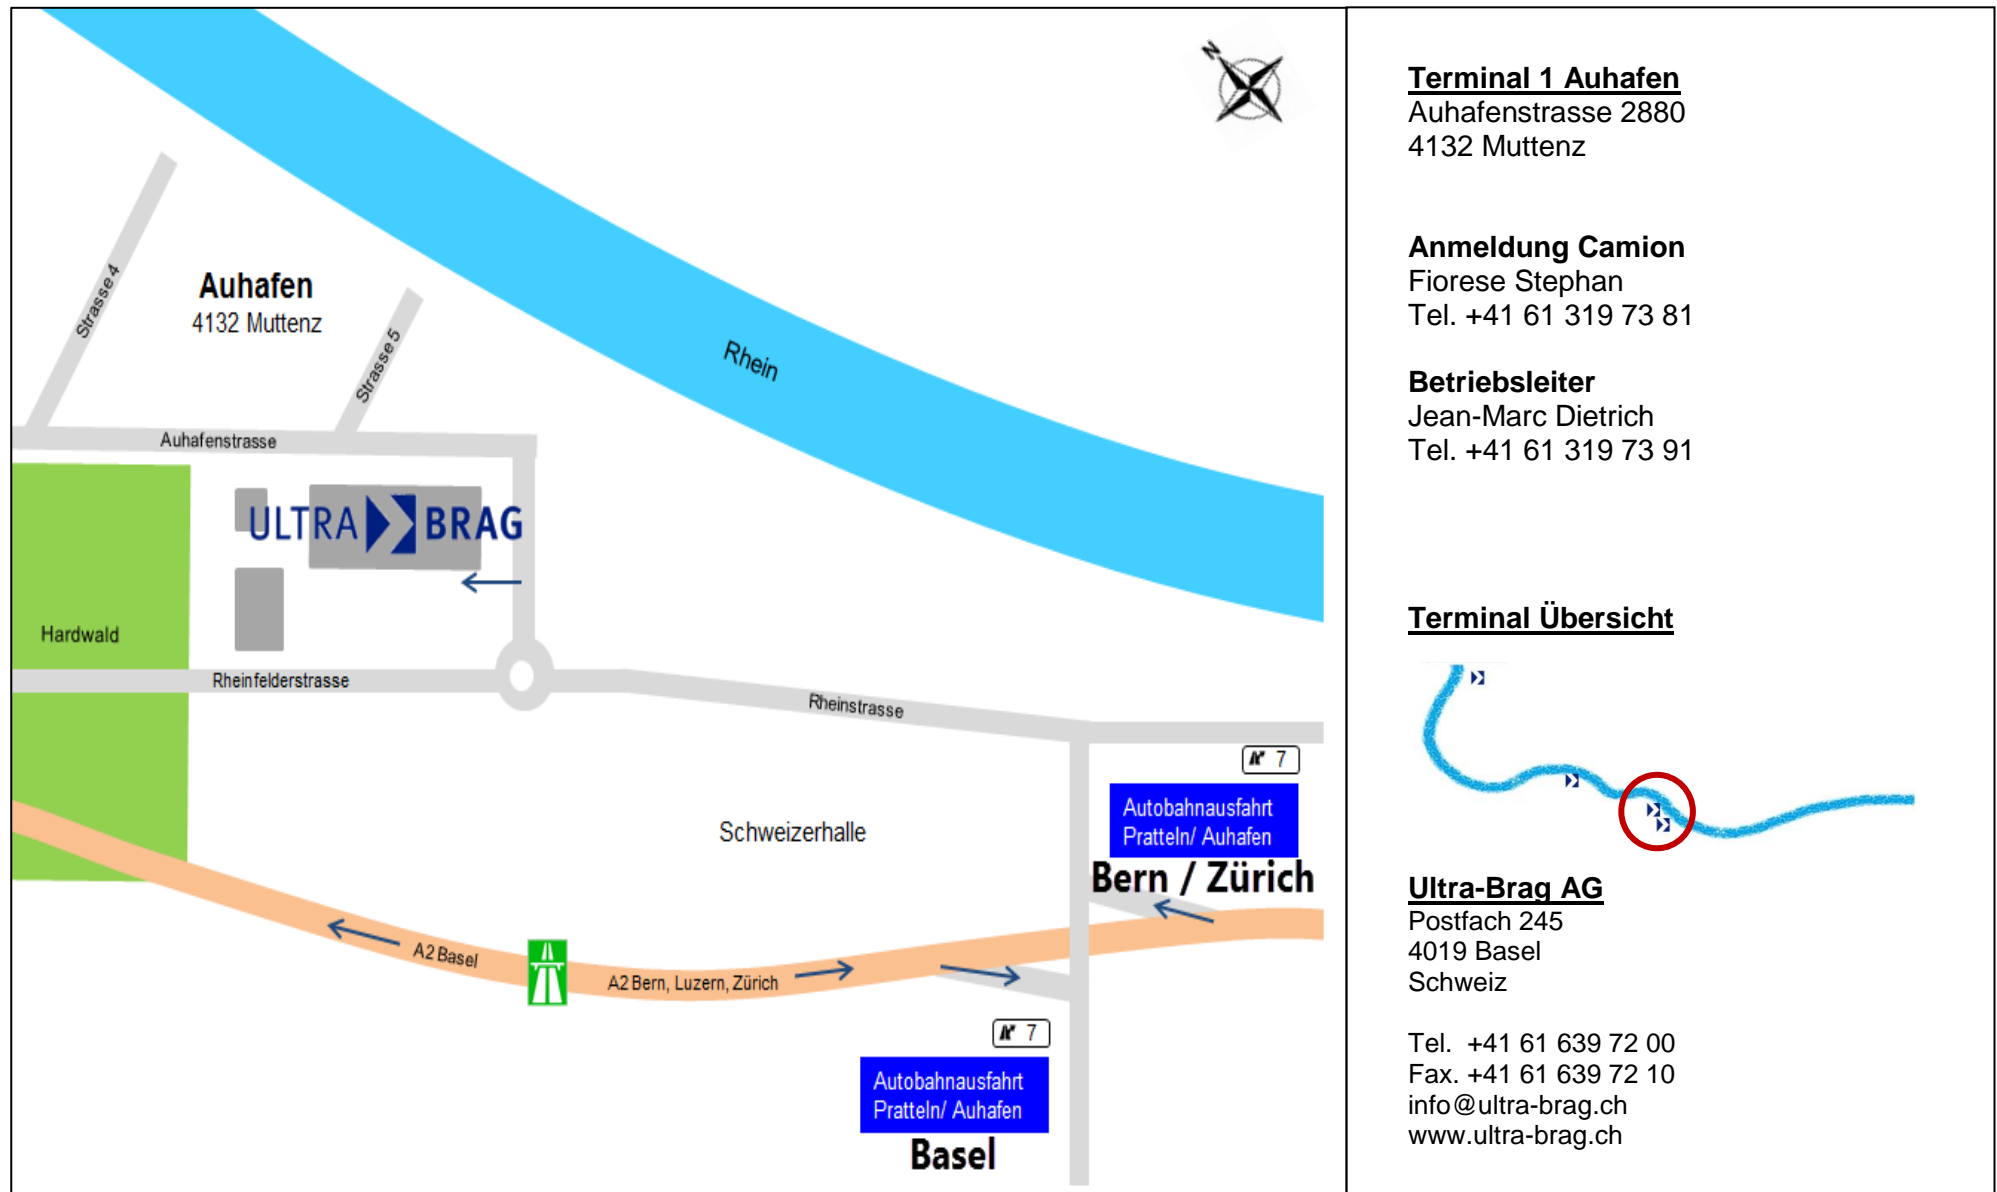 N
Strasse 4
Auhafen
4132 Muttenz
Strasse 5
Rhein
Auhafenstrasse
ULTRA BRAG
Hardwald
Rheinfelderstrasse
Rheinstrasse
7
Autobahnausfahrt
Pratteln/ Auhafen
Bern / Zürich
Schweizerhalle
A2 Basel
A2 Bern, Luzern, Zürich
7
Autobahnausfahrt
Pratteln/ Auhafen
Basel
Terminal 1 Auhafen
Auhafenstrasse 2880
4132 Muttenz
Anmeldung Camion
Fiorese Stephan
Tel. +41 61 319 73 81
Betriebsleiter
Jean-Marc Dietrich
Tel. +41 61 319 73 91
Terminal Übersicht
Ultra-Brag AG
Postfach 245
4019 Basel
Schweiz
Tel. +41 61 639 72 00
Fax. +41 61 639 72 10
info@ultra-brag.ch
www.ultra-brag.ch